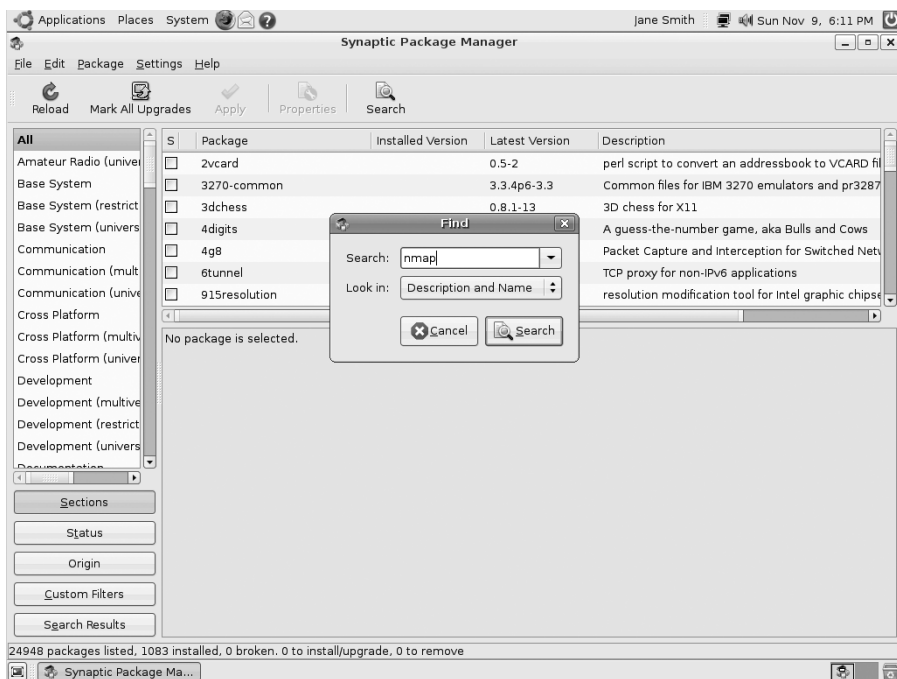 Applications Places System Jane Smith Sun Nov 9, 6:11 PM
Synaptic Package Manager
File Edit Package Settings Help
Reload Mark All Upgrades Apply Properties Search
All
Amateur Radio (univer
Base System
Base System (restrict
Base System (univers
Communication
Communication (mult
Communication (unive
Cross Platform
Cross Platform (multiv
Cross Platform (univer
Development
Development (multive
Development (restrict
Development (univers
Documentation
Sections
Status
Origin
Custom Filters
Search Results
S Package Installed Version Latest Version Description
2vcard 0.5-2 perl script to convert an addressbook to VCARD fil
3270-common 3.3.4p6-3.3 Common files for IBM 3270 emulators and pr3287
3dchess 0.8.1-13 3D chess for X11
4digits A guess-the-number game, aka Bulls and Cows
4g8 Packet Capture and Interception for Switched Netw
6tunnel TCP proxy for non-IPv6 applications
915resolution resolution modification tool for Intel graphic chipse
Find
Search: nmap
Look in: Description and Name
Cancel Search
No package is selected.
24948 packages listed, 1083 installed, 0 broken. 0 to install/upgrade, 0 to remove
Synaptic Package Ma...